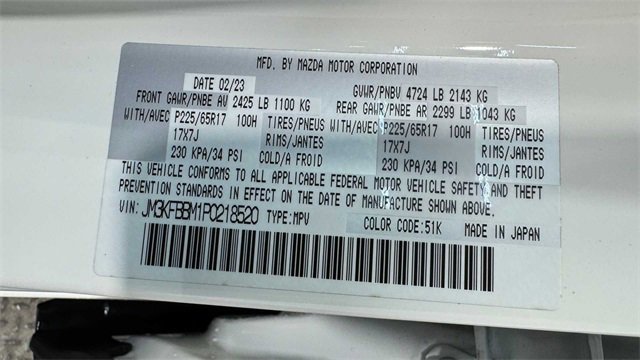 MFD. BY MAZDA MOTOR CORPORATION
DATE 02/23 GVWR/PNBV 4724 LB 2143 KG
FRONT GAWR/PNBE AV 2425 LB 1100 KG REAR GAWR/PNBE AR 2299 LB 1043 KG
WITH/AVEC P225/65R17 100H TIRES/PNEUS WITH/AVEC P225/65R17 100H TIRES/PNEUS
17X7J RIMS/JANTES 17X7J RIMS/JANTES
230 KPA/34 PSI COLD/A FROID 230 KPA/34 PSI COLD/A FROID
THIS VEHICLE CONFORMS TO ALL APPLICABLE FEDERAL MOTOR VEHICLE SAFETY AND THEFT
PREVENTION STANDARDS IN EFFECT ON THE DATE OF MANUFACTURE SHOWN ABOVE.
VIN: JM3KFBBM1P0218520 TYPE:MPV COLOR CODE:51K MADE IN JAPAN